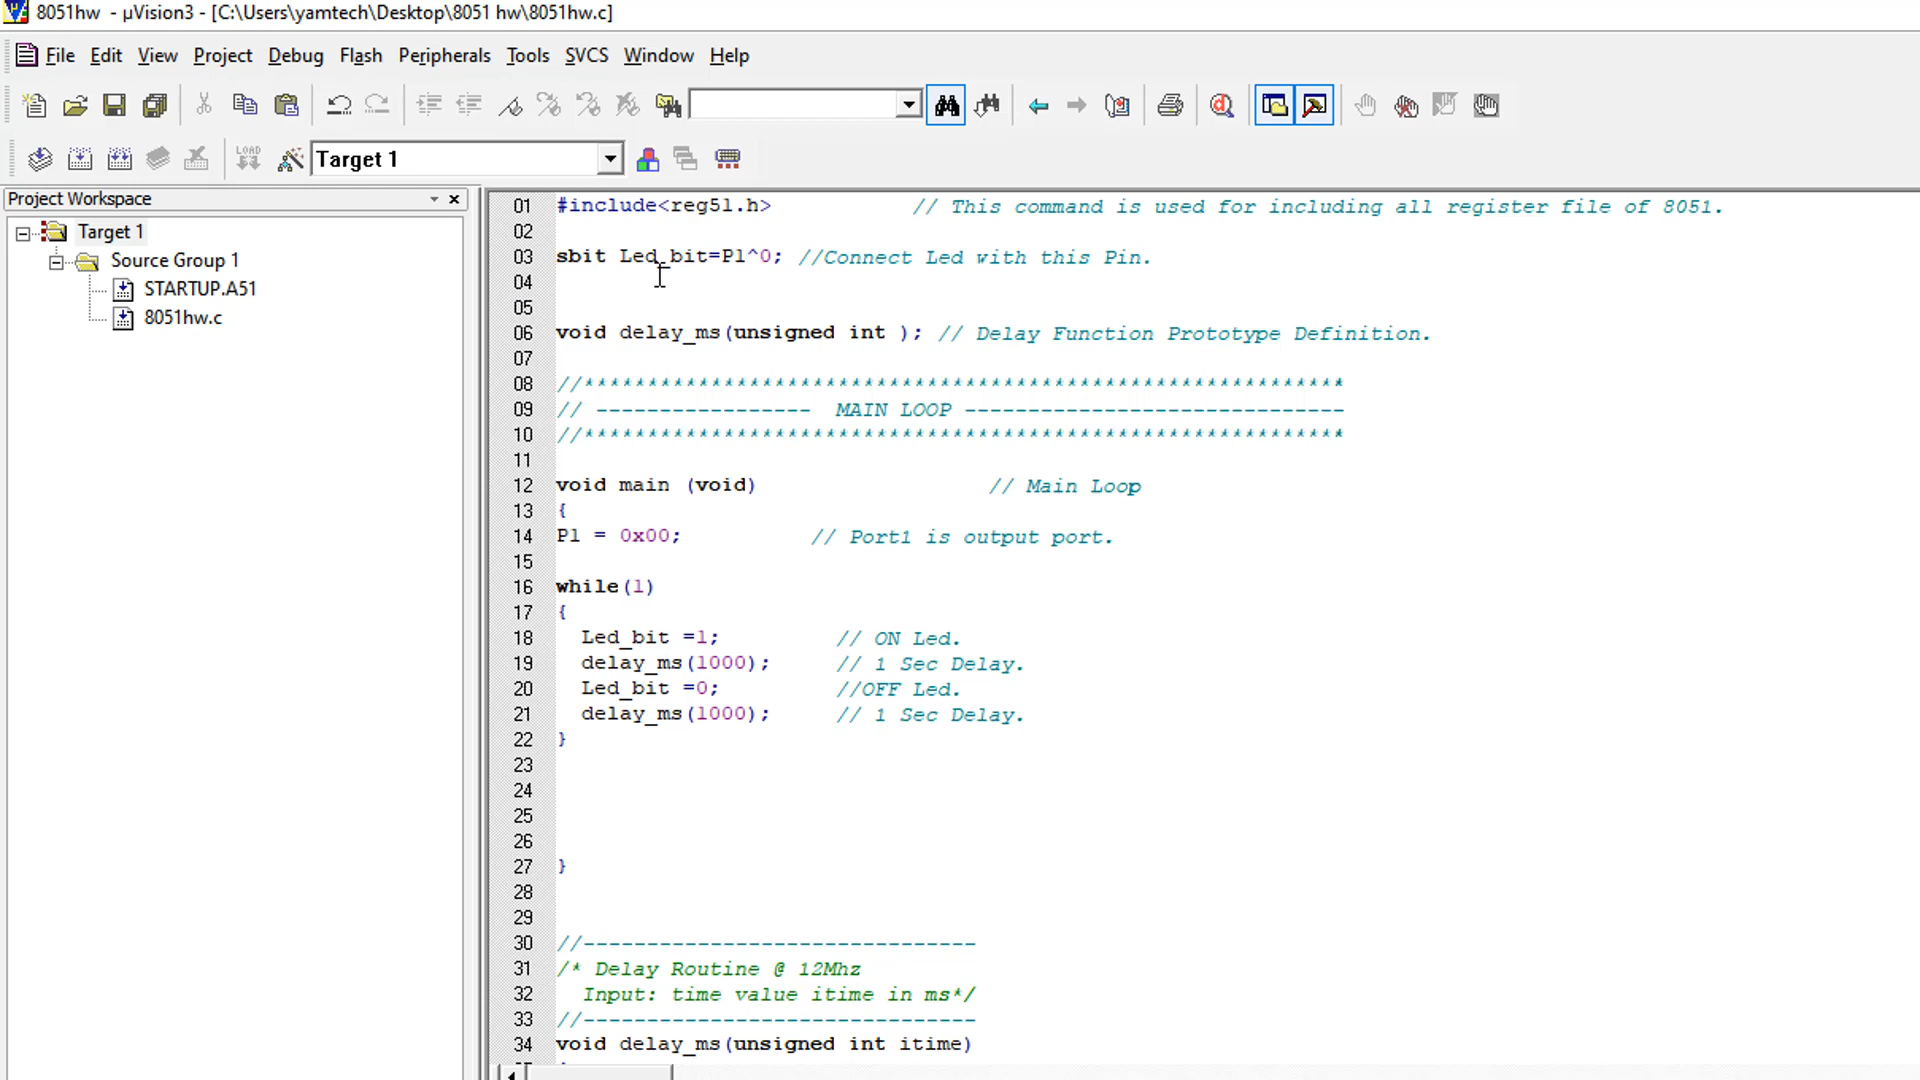 8051hw - µVision3 - [C:\Users\yamtech\Desktop\8051 hw\8051hw.c]
File Edit View Project Debug Flash Peripherals Tools SVCS Window Help
LOAD Target 1
Project Workspace
Target 1
Source Group 1
STARTUP.A51
8051hw.c
01 #include<reg51.h> // This command is used for including all register file of 8051.
02
03 sbit Led_bit=P1^0; //Connect Led with this Pin.
04
05
06 void delay_ms(unsigned int ); // Delay Function Prototype Definition.
07
08 //************************************************************
09 // ----------------- MAIN LOOP ------------------------------
10 //************************************************************
11
12 void main (void) // Main Loop
13 {
14 P1 = 0x00; // Port1 is output port.
15
16 while(1)
17 {
18 Led_bit =1; // ON Led.
19 delay_ms(1000); // 1 Sec Delay.
20 Led_bit =0; //OFF Led.
21 delay_ms(1000); // 1 Sec Delay.
22 }
23
24
25
26
27 }
28
29
30 //-------------------------------
31 /* Delay Routine @ 12Mhz
32 Input: time value itime in ms*/
33 //-------------------------------
34 void delay_ms(unsigned int itime)